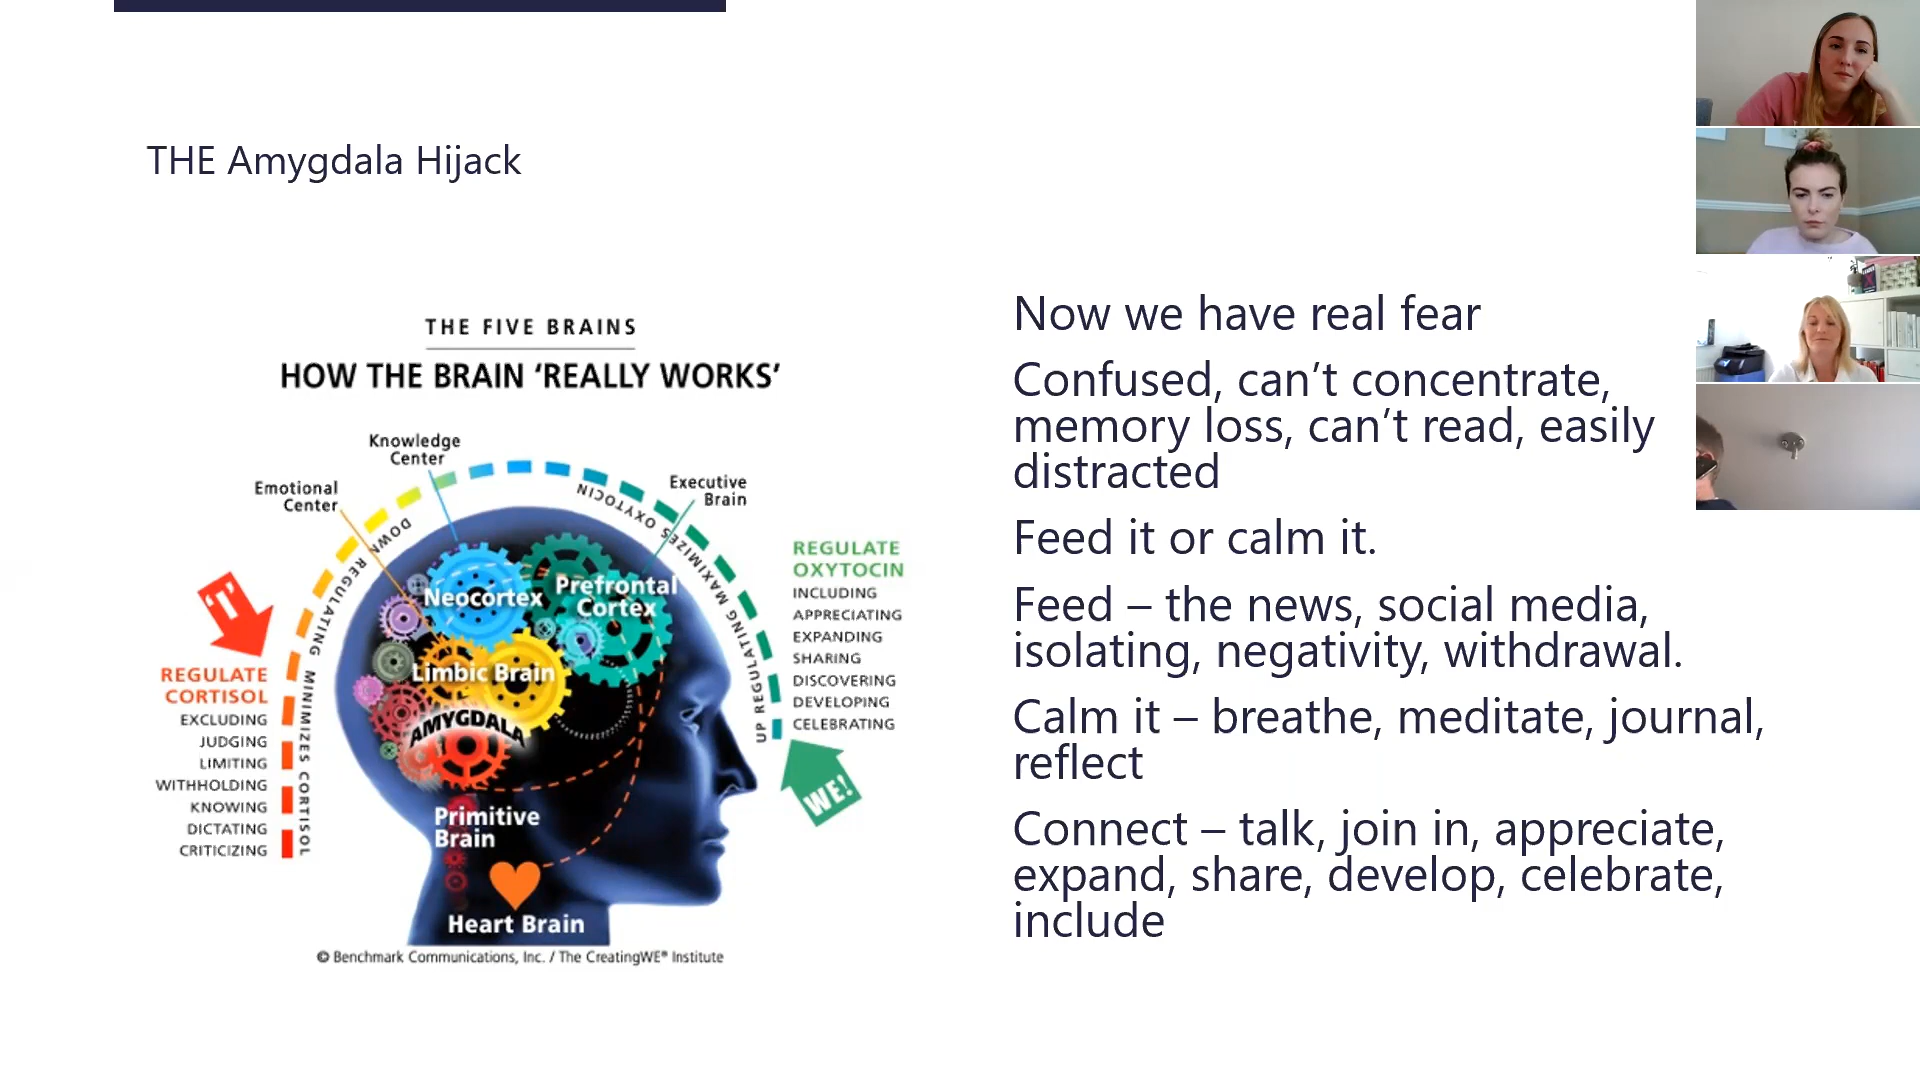 THE Amygdala Hijack
THE FIVE BRAINS
HOW THE BRAIN ‘REALLY WORKS’
Knowledge
Center
Emotional
Center
Executive
Brain
DOWN REGULATING MINIMIZES CORTISOL
UP REGULATING MAXIMIZES OXYTOCIN
Neocortex
Prefrontal
Cortex
Limbic Brain
AMYGDALA
Primitive
Brain
Heart Brain
'I'
REGULATE
CORTISOL
EXCLUDING
JUDGING
LIMITING
WITHHOLDING
KNOWING
DICTATING
CRITICIZING
REGULATE
OXYTOCIN
INCLUDING
APPRECIATING
EXPANDING
SHARING
DISCOVERING
DEVELOPING
CELEBRATING
WE!
© Benchmark Communications, Inc. / The CreatingWE® Institute
Now we have real fear
Confused, can’t concentrate,
memory loss, can’t read, easily
distracted
Feed it or calm it.
Feed – the news, social media,
isolating, negativity, withdrawal.
Calm it – breathe, meditate, journal,
reflect
Connect – talk, join in, appreciate,
expand, share, develop, celebrate,
include